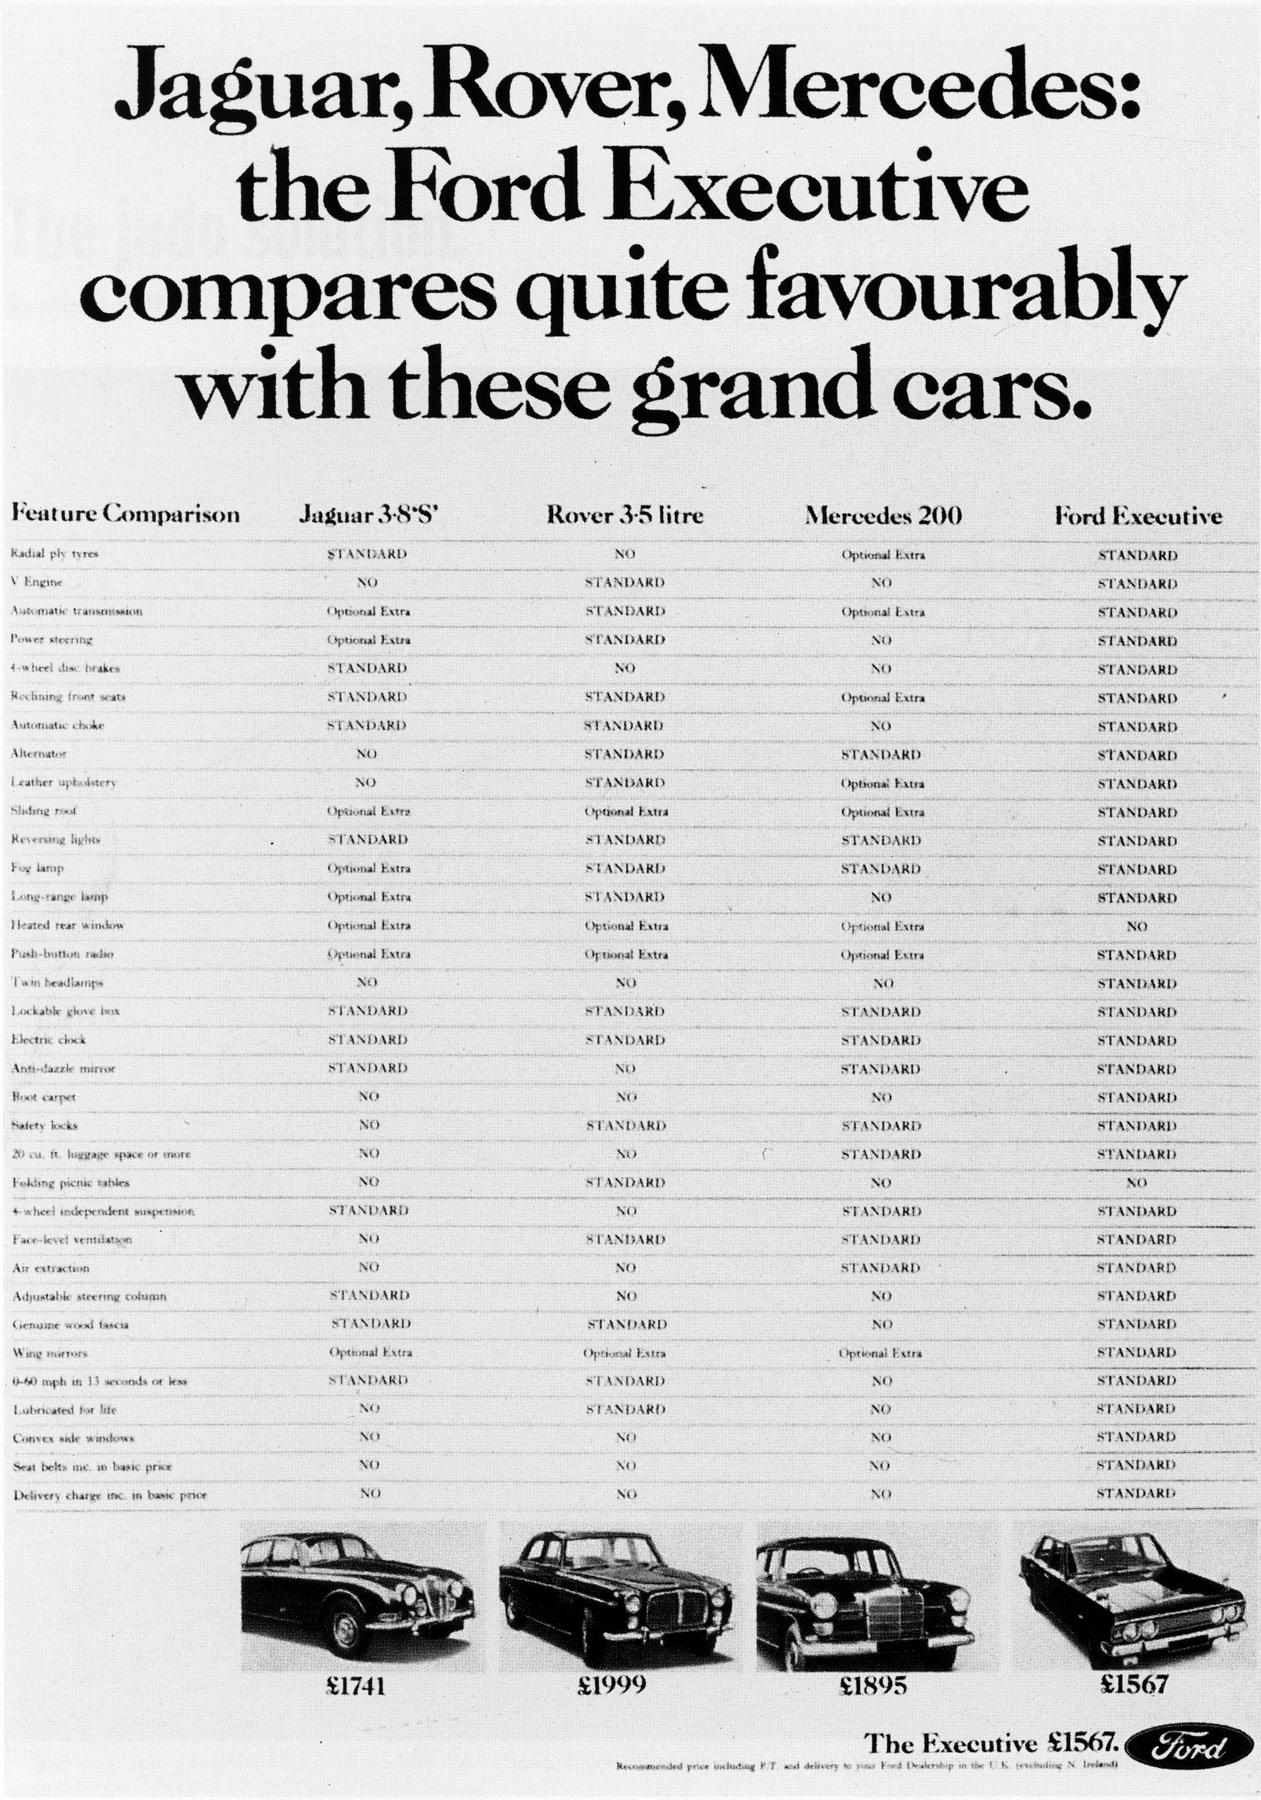 Jaguar, Rover, Mercedes:
the Ford Executive
compares quite favourably
with these grand cars.
Feature Comparison Jaguar 3·8‘S’ Rover 3·5 litre Mercedes 200 Ford Executive
Radial ply tyres STANDARD NO Optional Extra STANDARD
V Engine NO STANDARD NO STANDARD
Automatic transmission Optional Extra STANDARD Optional Extra STANDARD
Power steering Optional Extra STANDARD NO STANDARD
4-wheel disc brakes STANDARD NO NO STANDARD
Reclining front seats STANDARD STANDARD Optional Extra STANDARD
Automatic choke STANDARD STANDARD NO STANDARD
Alternator NO STANDARD STANDARD STANDARD
Leather upholstery NO STANDARD Optional Extra STANDARD
Sliding roof Optional Extra Optional Extra Optional Extra STANDARD
Reversing lights STANDARD STANDARD STANDARD STANDARD
Fog lamp Optional Extra STANDARD STANDARD STANDARD
Long-range lamp Optional Extra STANDARD NO STANDARD
Heated rear window Optional Extra Optional Extra Optional Extra NO
Push-button radio Optional Extra Optional Extra Optional Extra STANDARD
Twin headlamps NO NO NO STANDARD
Lockable glove box STANDARD STANDARD STANDARD STANDARD
Electric clock STANDARD STANDARD STANDARD STANDARD
Anti-dazzle mirror STANDARD NO STANDARD STANDARD
Boot carpet NO NO NO STANDARD
Safety locks NO STANDARD STANDARD STANDARD
20 cu. ft. luggage space or more NO NO STANDARD STANDARD
Folding picnic tables NO STANDARD NO NO
4-wheel independent suspension STANDARD NO STANDARD STANDARD
Face-level ventilation NO STANDARD STANDARD STANDARD
Air extraction NO NO STANDARD STANDARD
Adjustable steering column STANDARD NO NO STANDARD
Genuine wood fascia STANDARD STANDARD NO STANDARD
Wing mirrors Optional Extra Optional Extra Optional Extra STANDARD
0-60 mph in 13 seconds or less STANDARD STANDARD NO STANDARD
Lubricated for life NO STANDARD NO STANDARD
Convex side windows NO NO NO STANDARD
Seat belts inc. in basic price NO NO NO STANDARD
Delivery charge inc. in basic price NO NO NO STANDARD
£1741 £1999 £1895 £1567
The Executive £1567. Ford
Recommended price including P.T. and delivery to your Ford Dealership in the U.K. (excluding N. Ireland)